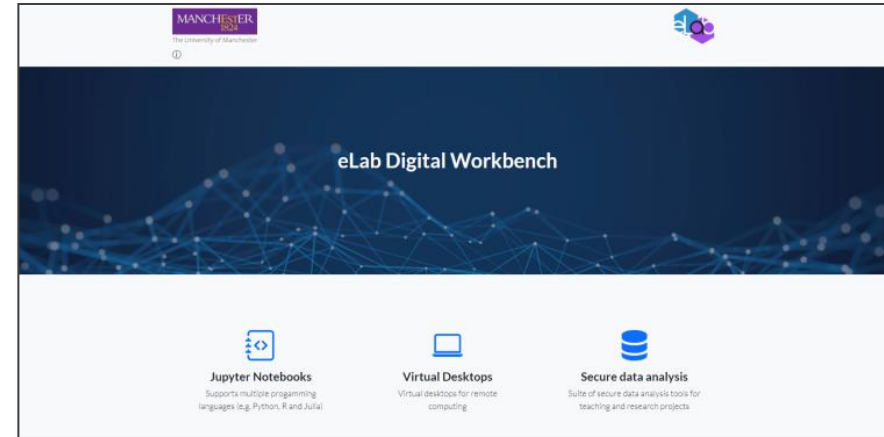 MANCHESTER
1824
The University of Manchester
eLab
eLab Digital Workbench
Jupyter Notebooks
Supports multiple progamming
languages (e.g. Python, R and Julia)
Virtual Desktops
Virtual desktops for remote
computing
Secure data analysis
Suite of secure data analysis tools for
teaching and research projects